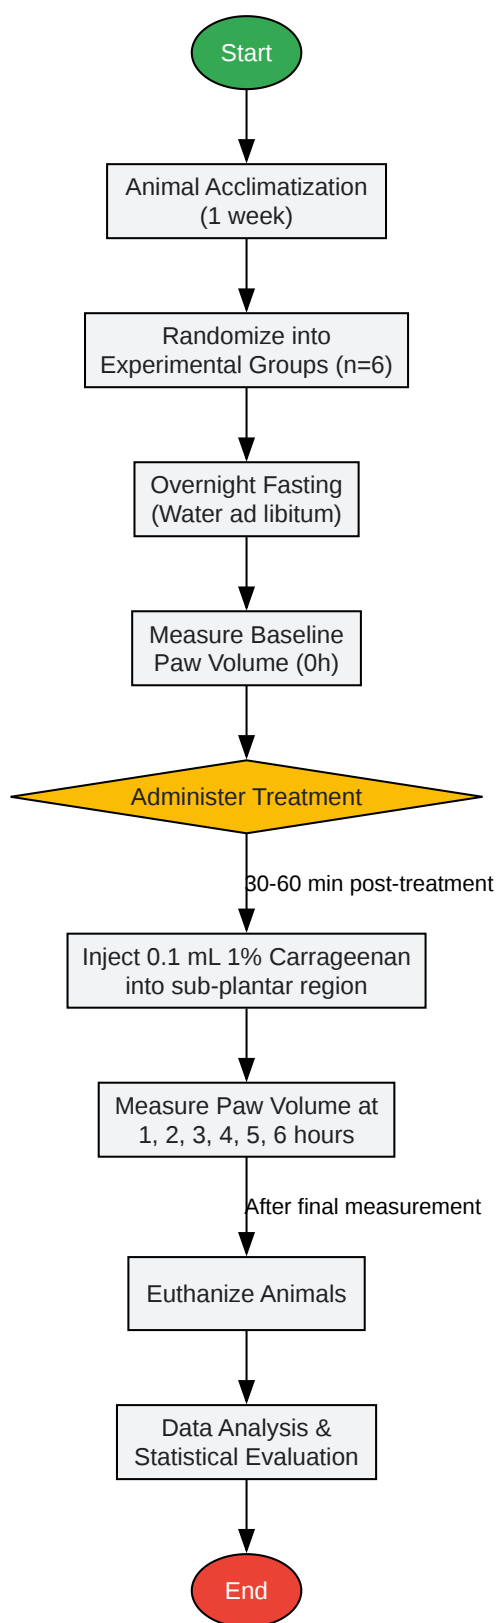 Start
Animal Acclimatization
(1 week)
Randomize into
Experimental Groups (n=6)
Overnight Fasting
(Water ad libitum)
Measure Baseline
Paw Volume (0h)
Administer Treatment
30-60 min post-treatment
Inject 0.1 mL 1% Carrageenan
into sub-plantar region
Measure Paw Volume at
1, 2, 3, 4, 5, 6 hours
After final measurement
Euthanize Animals
Data Analysis &
Statistical Evaluation
End